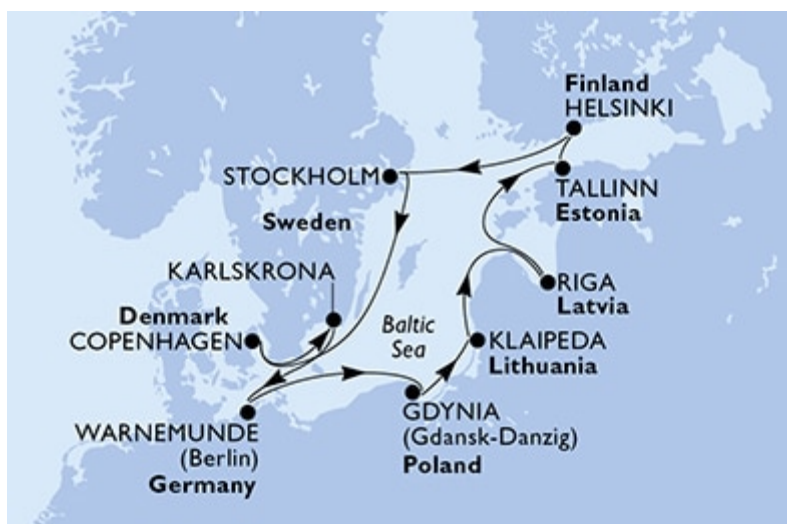 Finland
HELSINKI
STOCKHOLM
TALLINN
Estonia
Sweden
KARLSKRONA
RIGA
Latvia
Denmark
COPENHAGEN
Baltic
Sea
KLAIPEDA
Lithuania
WARNEMUNDE
(Berlin)
Germany
GDYNIA
(Gdansk-Danzig)
Poland